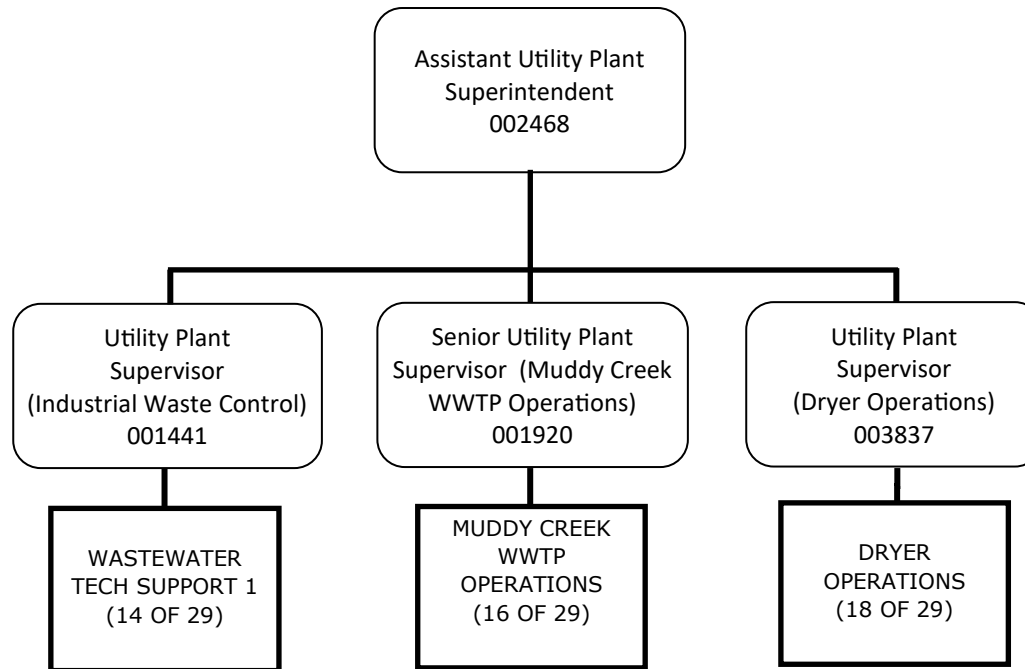 Assistant Utility Plant
Superintendent
002468
Utility Plant
Supervisor
(Industrial Waste Control)
001441
Senior Utility Plant
Supervisor (Muddy Creek
WWTP Operations)
001920
Utility Plant
Supervisor
(Dryer Operations)
003837
WASTEWATER
TECH SUPPORT 1
(14 OF 29)
MUDDY CREEK
WWTP
OPERATIONS
(16 OF 29)
DRYER
OPERATIONS
(18 OF 29)